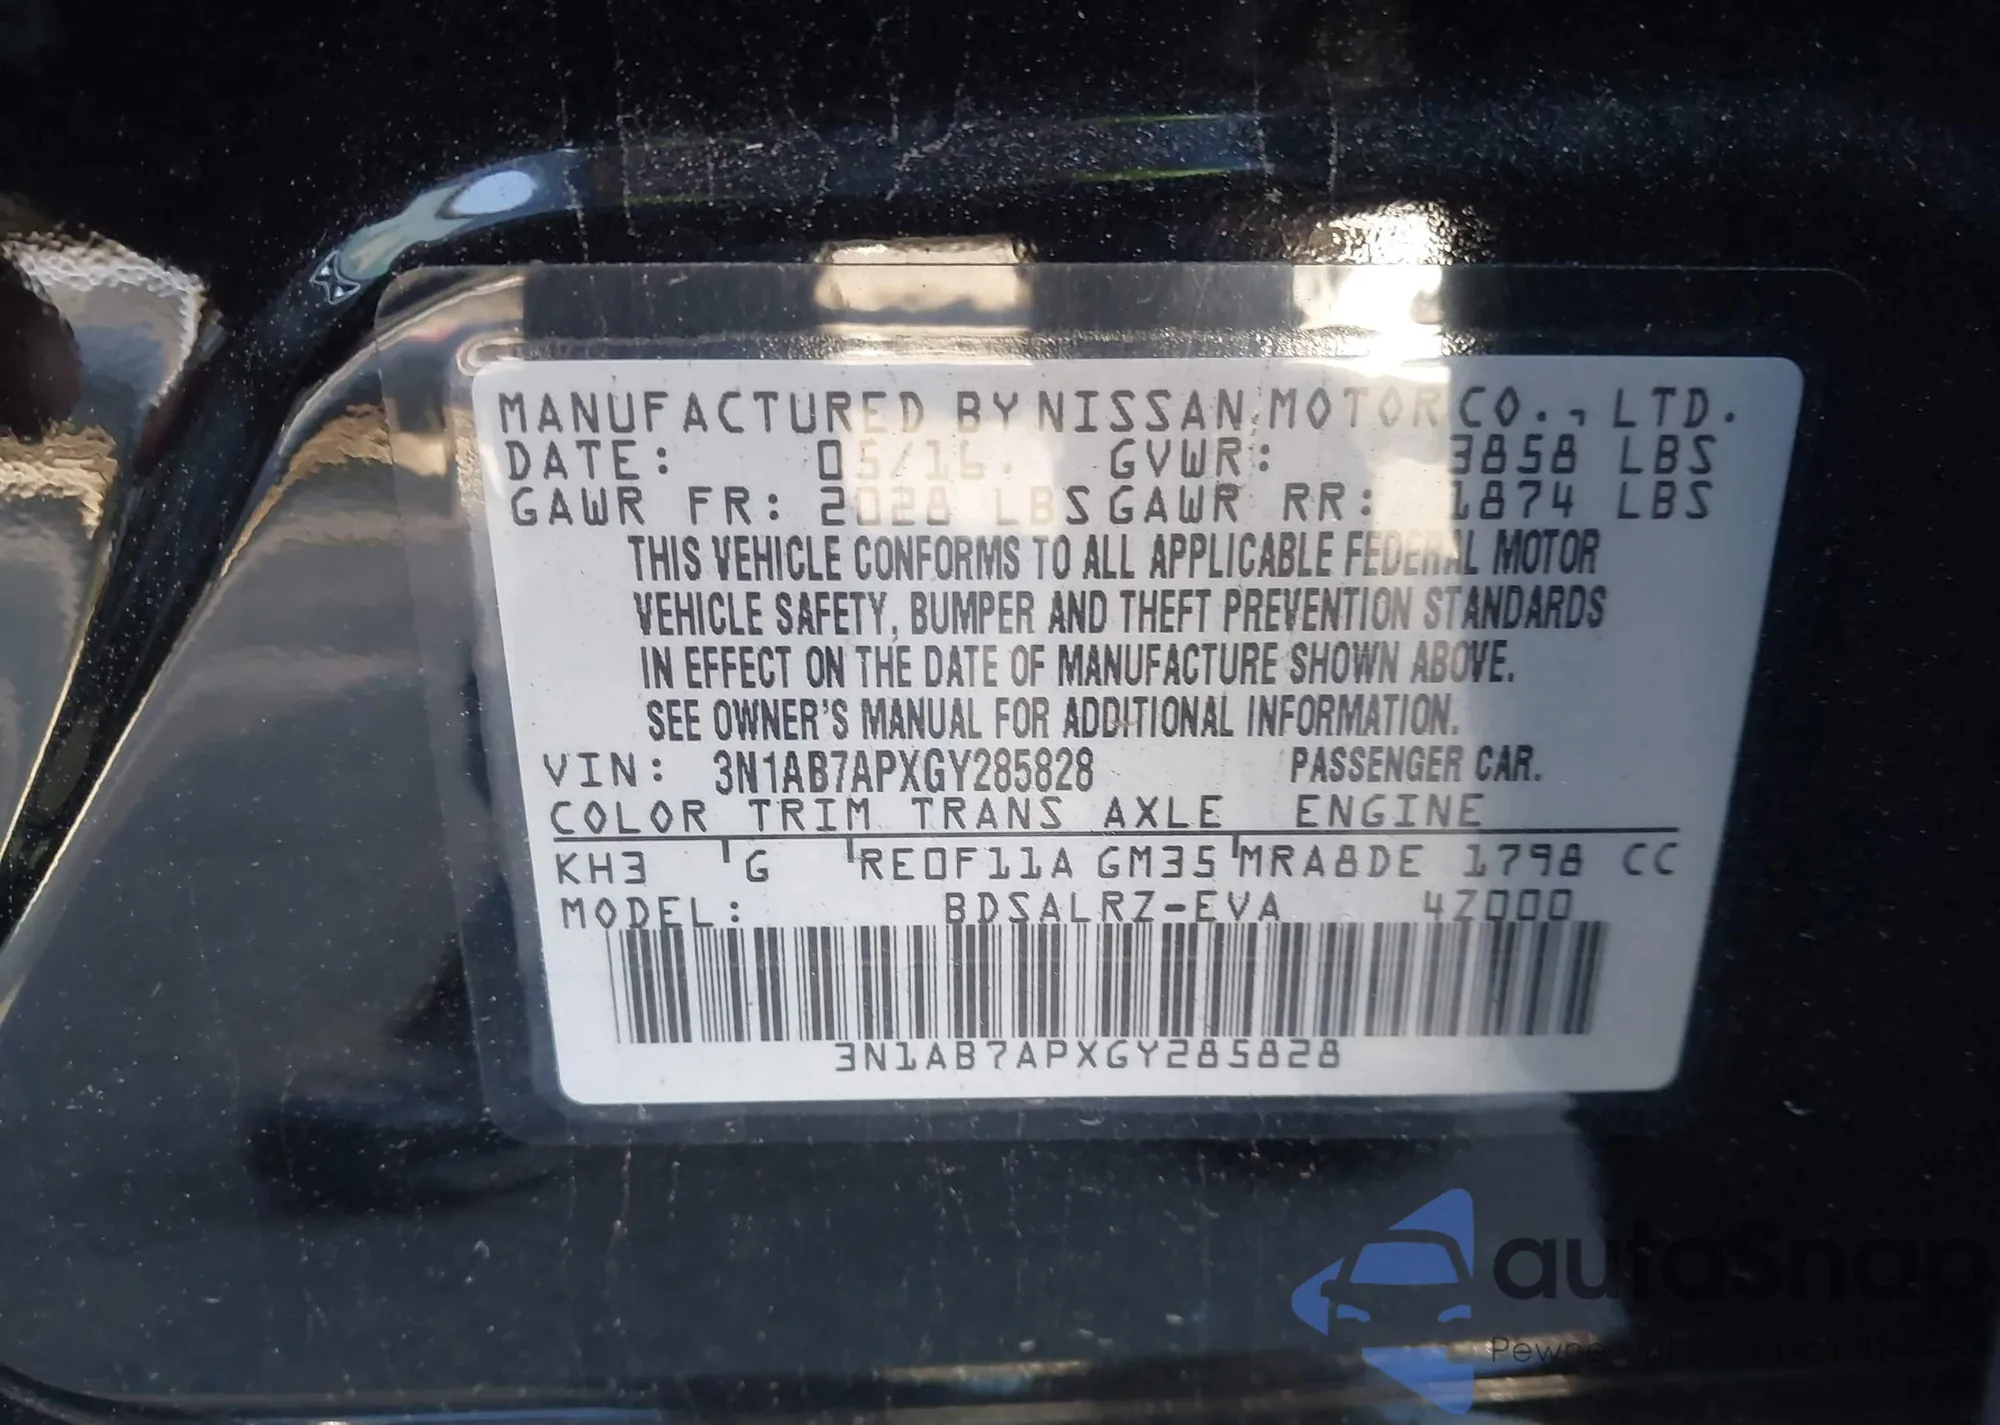 MANUFACTURED BY NISSAN MOTOR CO., LTD.
DATE: 05/16. GVWR: 3858 LBS
GAWR FR: 2028 LBS GAWR RR: 1874 LBS
THIS VEHICLE CONFORMS TO ALL APPLICABLE FEDERAL MOTOR
VEHICLE SAFETY, BUMPER AND THEFT PREVENTION STANDARDS
IN EFFECT ON THE DATE OF MANUFACTURE SHOWN ABOVE.
SEE OWNER'S MANUAL FOR ADDITIONAL INFORMATION.
VIN: 3N1AB7APXGY285828 PASSENGER CAR.
COLOR TRIM TRANS AXLE ENGINE
KH3 G RE0F11A GM35 MRA8DE 1798 CC
MODEL: BDSALRZ-EVA 4Z000
3N1AB7APXGY285828
autoSnap